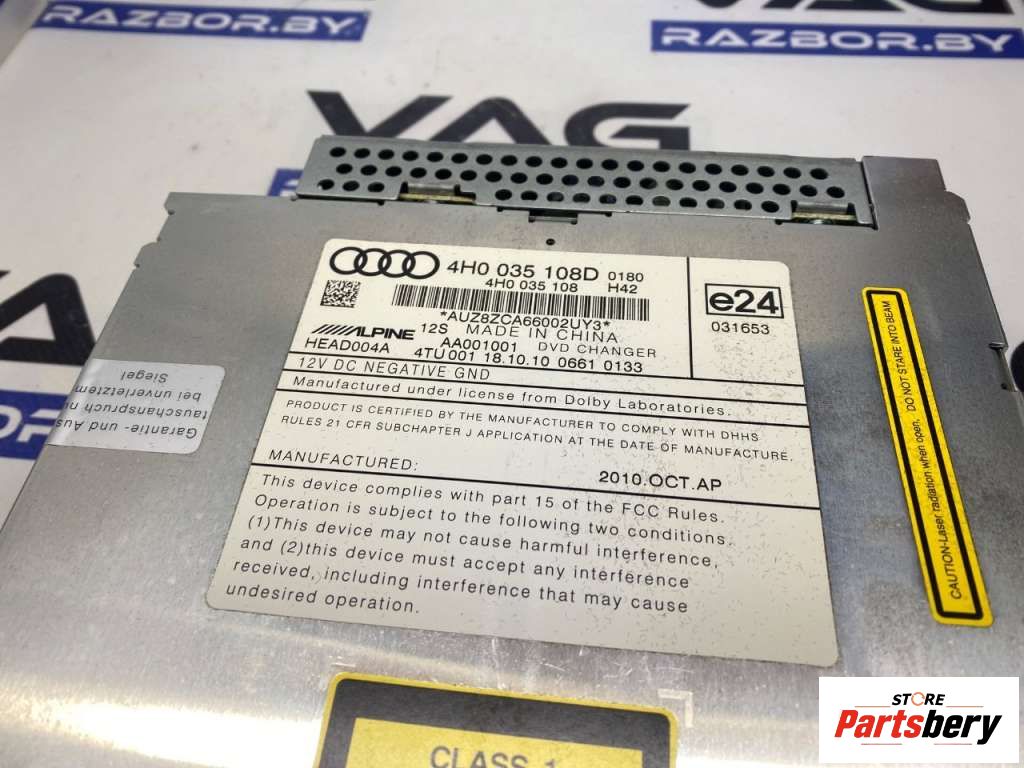 RAZOR.BY
VAG
RAZBOR.BY
VAG
4H0 035 108D 0180
4H0 035 108 H42
*AUZ8ZCA66002UY3*
ALPINE 12S MADE IN CHINA
HEAD004A AA001001 DVD CHANGER
4TU001 18.10.10 0661 0133
e24
031653
12V DC NEGATIVE GND
Manufactured under license from Dolby Laboratories.
PRODUCT IS CERTIFIED BY THE MANUFACTURER TO COMPLY WITH DHHS
RULES 21 CFR SUBCHAPTER J APPLICATION AT THE DATE OF MANUFACTURE.
MANUFACTURED: 2010.OCT.AP
This device complies with part 15 of the FCC Rules.
Operation is subject to the following two conditions.
(1)This device may not cause harmful interference,
and (2)this device must accept any interference
received, including interference that may cause
undesired operation.
Garantie- und Aus
tauschanspruch
bei unverletztem
Siegel
CAUTION-Laser radiation when open. DO NOT STARE INTO BEAM
CLASS 1
STORE
Partsbery